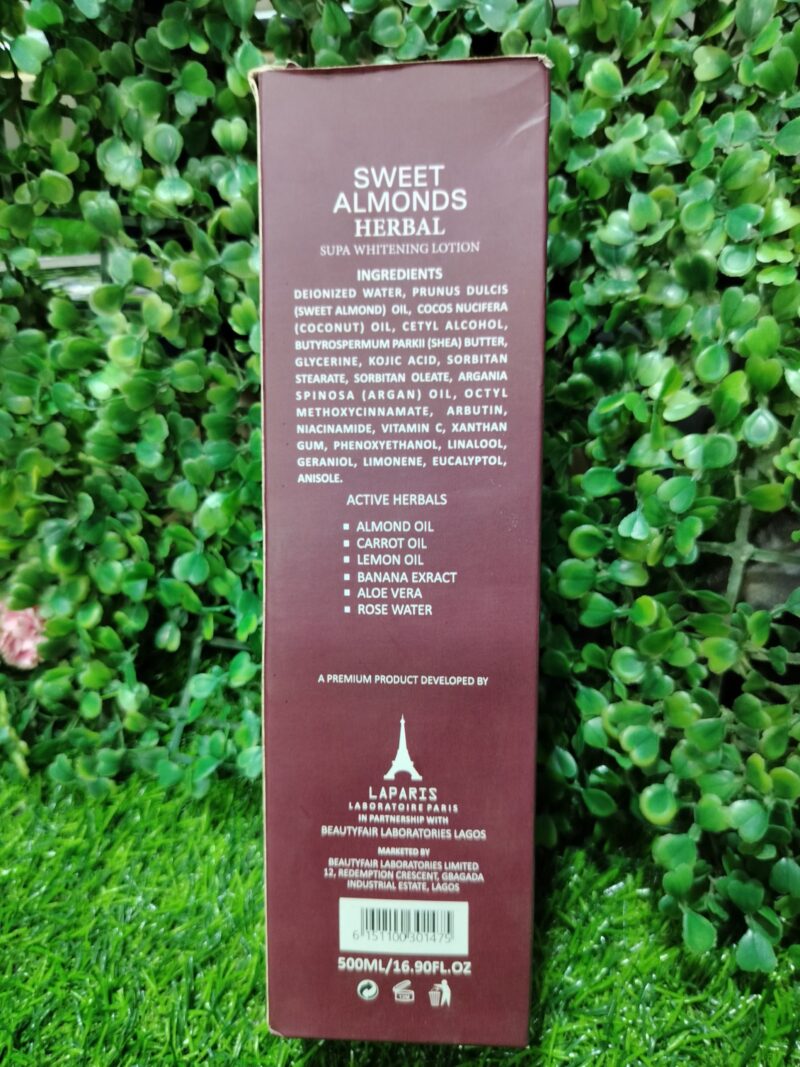 SWEET
ALMONDS
HERBAL
SUPA WHITENING LOTION
INGREDIENTS
DEIONIZED WATER, PRUNUS DULCIS
(SWEET ALMOND) OIL, COCOS NUCIFERA
(COCONUT) OIL, CETYL ALCOHOL,
BUTYROSPERMUM PARKII (SHEA) BUTTER,
GLYCERINE, KOJIC ACID, SORBITAN
STEARATE, SORBITAN OLEATE, ARGANIA
SPINOSA (ARGAN) OIL, OCTYL
METHOXYCINNAMATE, ARBUTIN,
NIACINAMIDE, VITAMIN C, XANTHAN
GUM, PHENOXYETHANOL, LINALOOL,
GERANIOL, LIMONENE, EUCALYPTOL,
ANISOLE.
ACTIVE HERBALS
▪ ALMOND OIL
▪ CARROT OIL
▪ LEMON OIL
▪ BANANA EXRACT
▪ ALOE VERA
▪ ROSE WATER
A PREMIUM PRODUCT DEVELOPED BY
LAPARIS
LABORATOIRE PARIS
IN PARTNERSHIP WITH
BEAUTYFAIR LABORATORIES LAGOS
MARKETED BY
BEAUTYFAIR LABORATORIES LIMITED
12, REDEMPTION CRESCENT, GBAGADA
INDUSTRIAL ESTATE, LAGOS
6 151100 301479
500ML/16.90FL.OZ